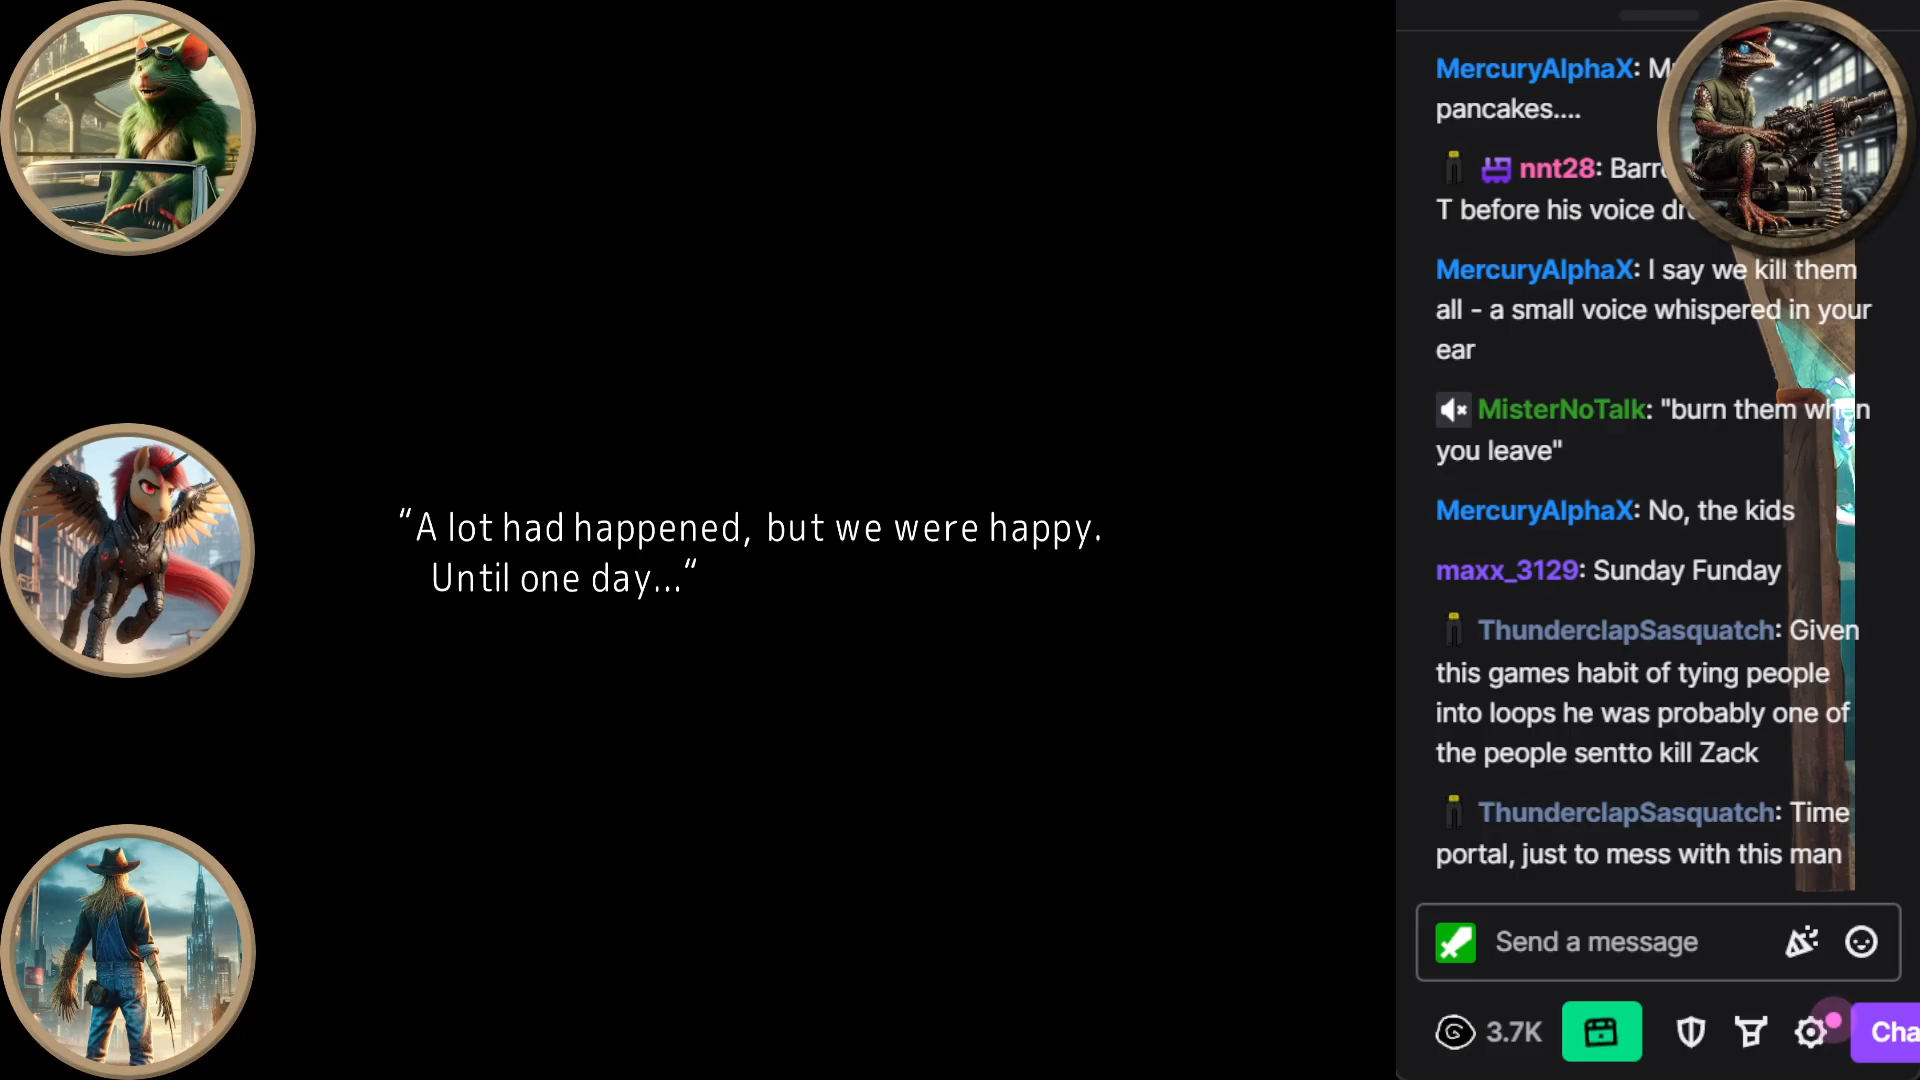 “A lot had happened, but we were happy.
Until one day...“
MercuryAlphaX:
pancakes....
nnt28:
T before his voice
MercuryAlphaX: I say we kill them
all - a small voice whispered in your
ear
MisterNoTalk: "burn them when
you leave"
MercuryAlphaX: No, the kids
maxx_3129: Sunday Funday
ThunderclapSasquatch: Given
this games habit of tying people
into loops he was probably one of
the people sentto kill Zack
ThunderclapSasquatch: Time
portal, just to mess with this man
Send a message
3.7K
Cha